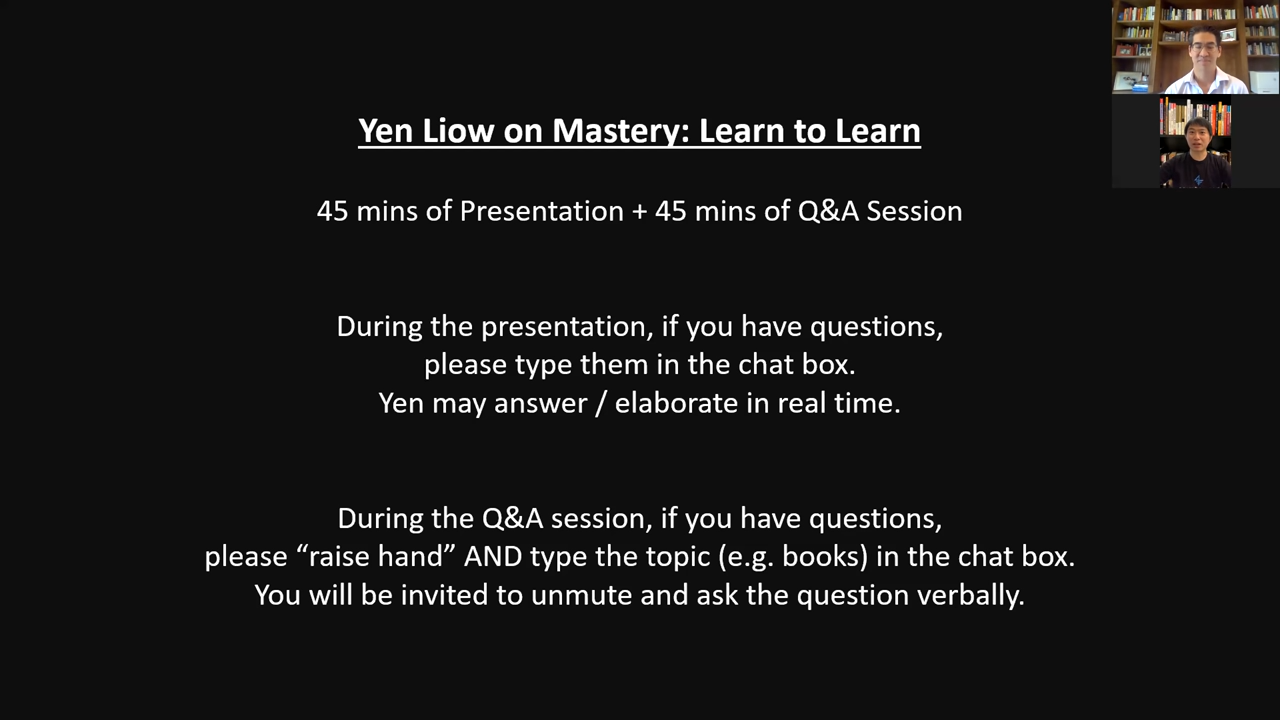 Yen Liow on Mastery: Learn to Learn
45 mins of Presentation + 45 mins of Q&A Session
During the presentation, if you have questions,
please type them in the chat box.
Yen may answer / elaborate in real time.
During the Q&A session, if you have questions,
please “raise hand” AND type the topic (e.g. books) in the chat box.
You will be invited to unmute and ask the question verbally.